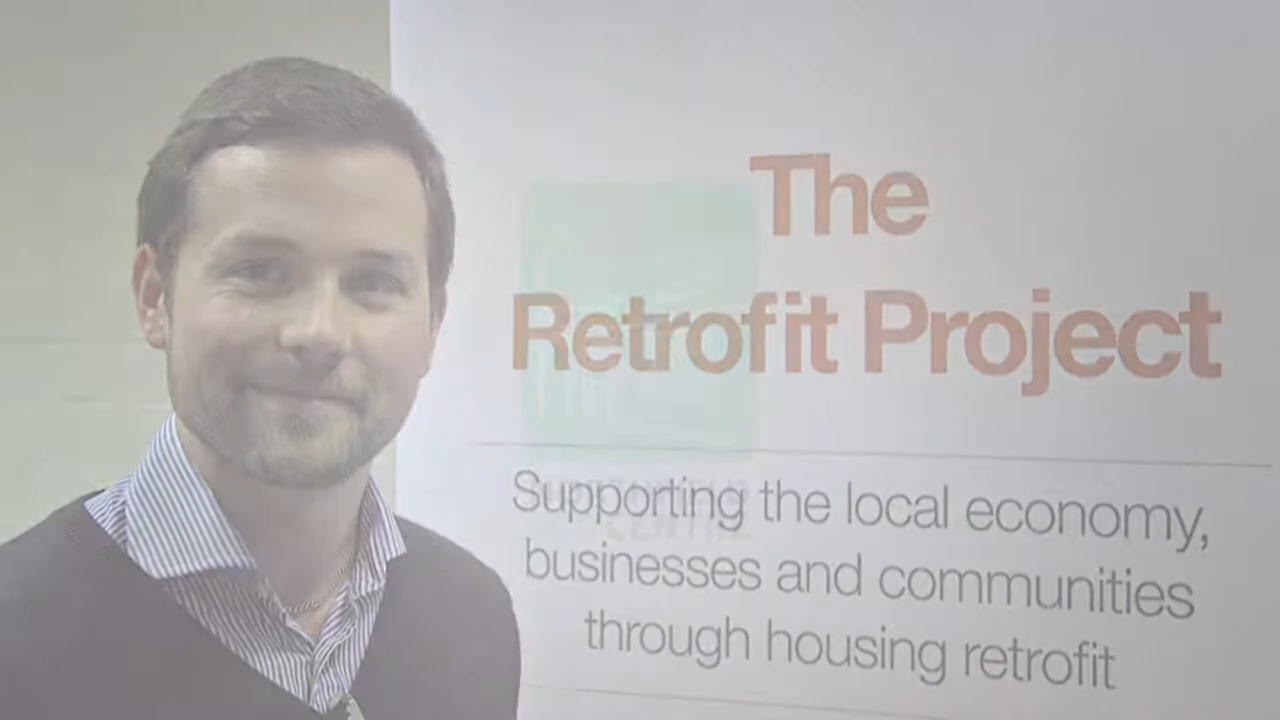 The
Retrofit Project
Supporting the local economy,
businesses and communities
through housing retrofit